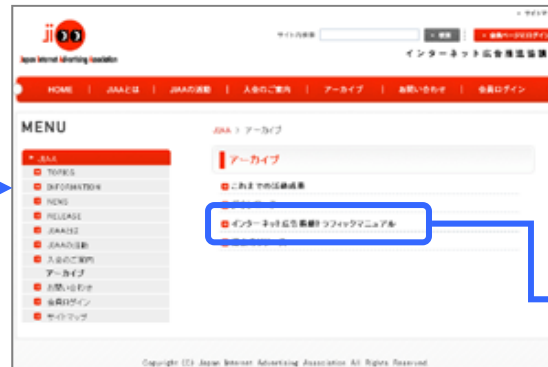 Japan Internet Advertising Association
サイト内検索
インターネット広告推進協議
HOME | JIAAとは | JIAAの活動 | 入会のご案内 | アーカイブ | お問い合わせ | 会員ログイン
MENU
JIAA > アーカイブ
JIAA
TOPICS
INFORMATION
NEWS
RELEASE
JIAAとは
JIAAの活動
入会のご案内
アーカイブ
お問い合わせ
会員ログイン
サイトマップ
アーカイブ
これまでの活動成果
インターネット広告掲載トラフィックマニュアル
Copyright (C) Japan Internet Advertising Association All Rights Reserved.